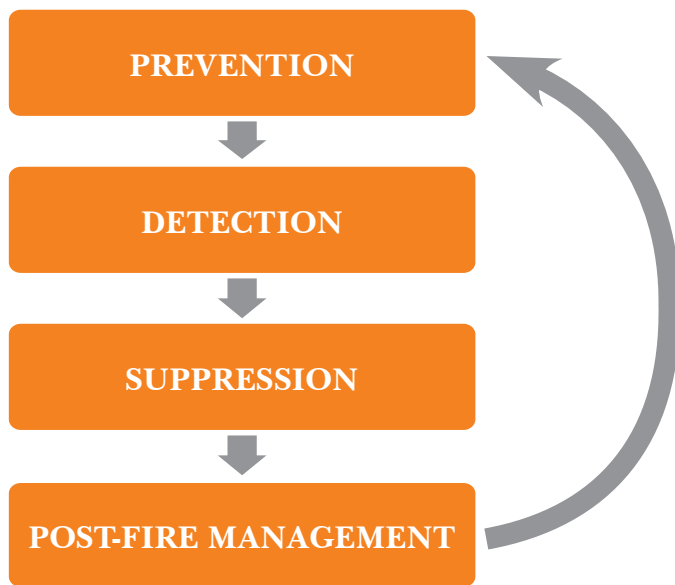 PREVENTION
DETECTION
SUPPRESSION
POST-FIRE MANAGEMENT